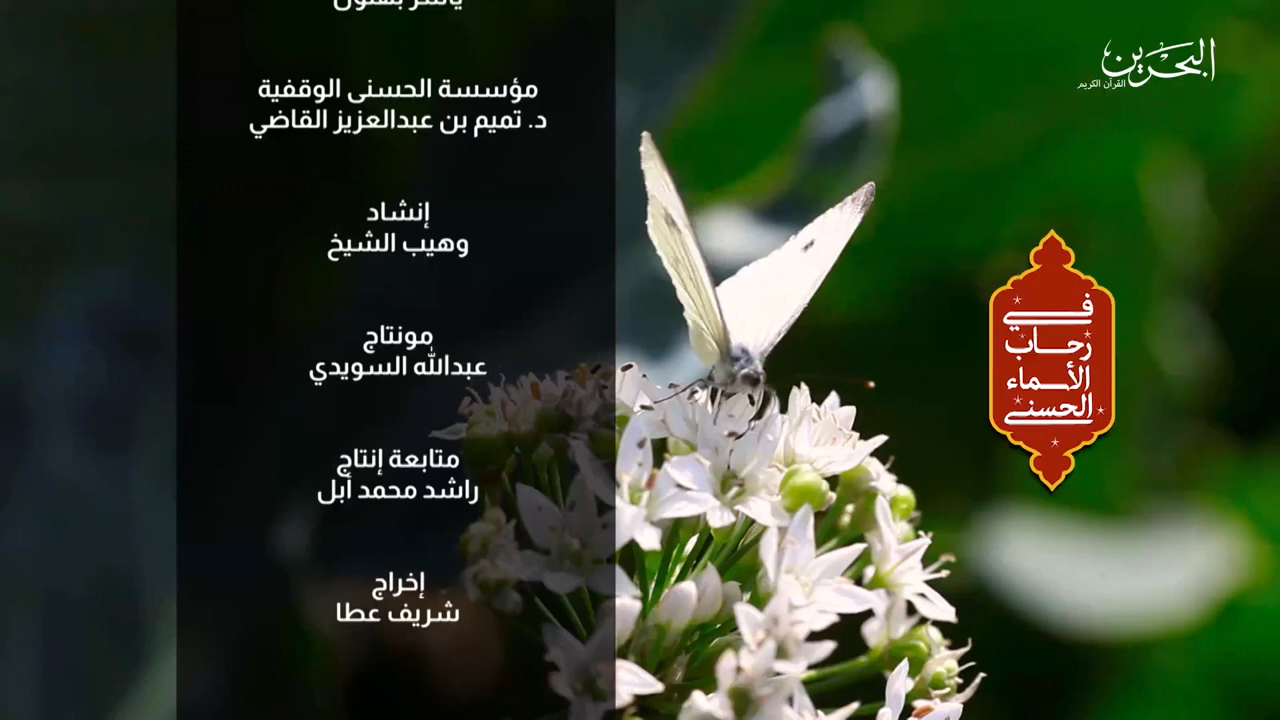 مؤسسة الحسنى الوقفية
د. تميم بن عبدالعزيز القاضي
إنشاد
وهيب الشيخ
مونتاج
عبدالله السويدي
متابعة إنتاج
راشد محمد أبل
إخراج
شريف عطا
البحرين
القرآن الكريم
في
رحاب
الأسماء
الحسنى